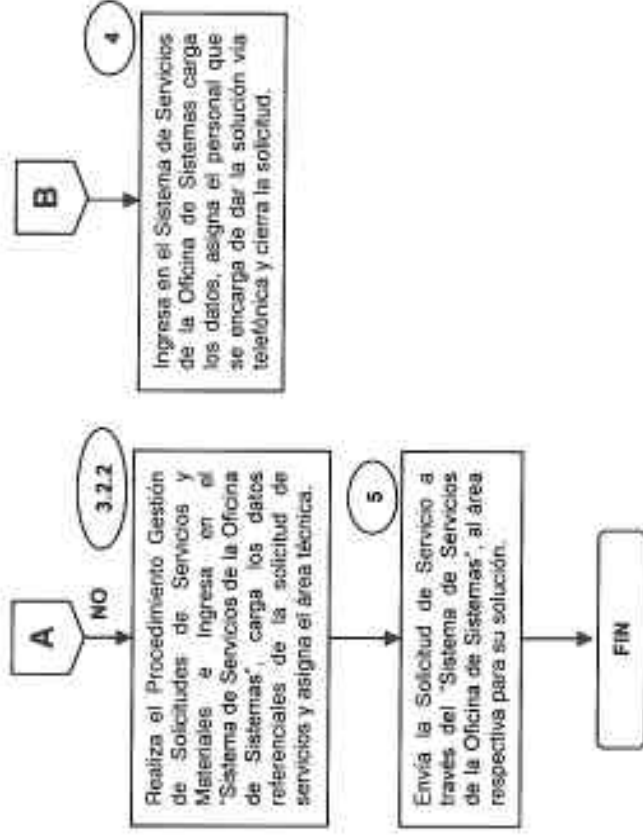 A
NO
3.2.2
Realiza el Procedimiento Gestión
de Solicitudes de Servicios y
Materiales e Ingresa en el
"Sistema de Servicios de la Oficina
de Sistemas", carga los datos
referenciales de la solicitud de
servicios y asigna el área técnica.
5
Envía la Solicitud de Servicio a
través del "Sistema de Servicios
de la Oficina de Sistemas", al área
respectiva para su solución.
FIN
B
4
Ingresa en el Sistema de Servicios
de la Oficina de Sistemas carga
los datos, asigna el personal que
se encarga de dar la solución vía
telefónica y cierra la solicitud.